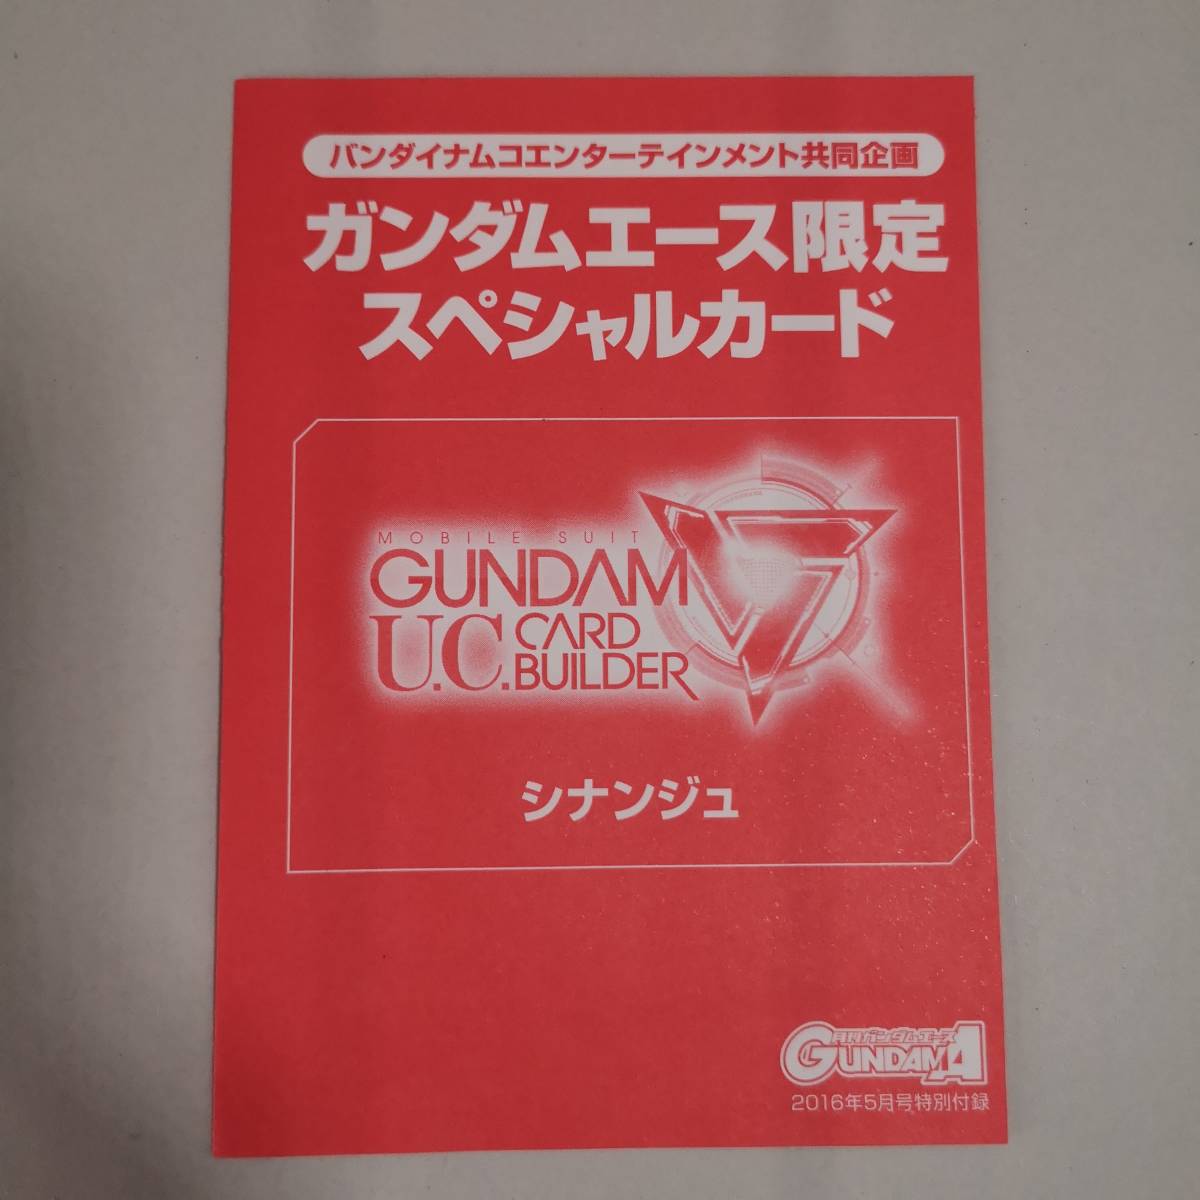 バンダイナムコエンターテインメント共同企画
ガンダムエース限定
スペシャルカード
MOBILE SUIT
GUNDAM
U.C. CARD
BUILDER
シナンジュ
月刊ガンダムエース
GUNDAM A
2016年5月号特別付録